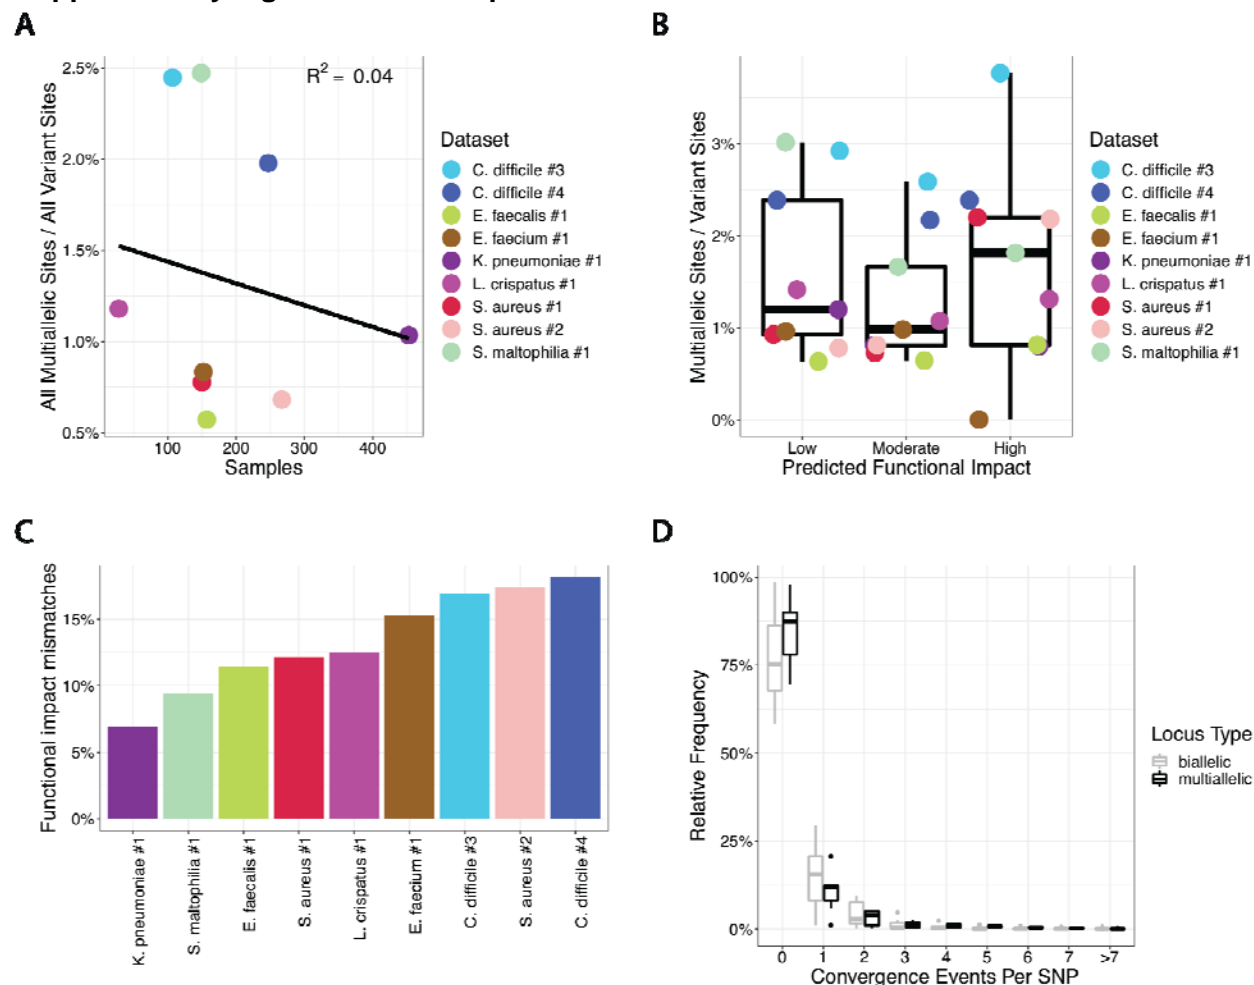 A
2.5%
2.0%
1.5%
1.0%
0.5%
All Multiallelic Sites / All Variant Sites
R2 = 0.04
100 200 300 400
Samples
Dataset
C. difficile #3
C. difficile #4
E. faecalis #1
E. faecium #1
K. pneumoniae #1
L. crispatus #1
S. aureus #1
S. aureus #2
S. maltophilia #1
B
3%
2%
1%
0%
Multiallelic Sites / Variant Sites
Low Moderate High
Predicted Functional Impact
Dataset
C. difficile #3
C. difficile #4
E. faecalis #1
E. faecium #1
K. pneumoniae #1
L. crispatus #1
S. aureus #1
S. aureus #2
S. maltophilia #1
C
15%
10%
5%
0%
Functional impact mismatches
K. pneumoniae #1
S. maltophilia #1
E. faecalis #1
S. aureus #1
L. crispatus #1
E. faecium #1
C. difficile #3
S. aureus #2
C. difficile #4
D
100%
75%
50%
25%
0%
Relative Frequency
0 1 2 3 4 5 6 7 >7
Convergence Events Per SNP
Locus Type
biallelic
multiallelic